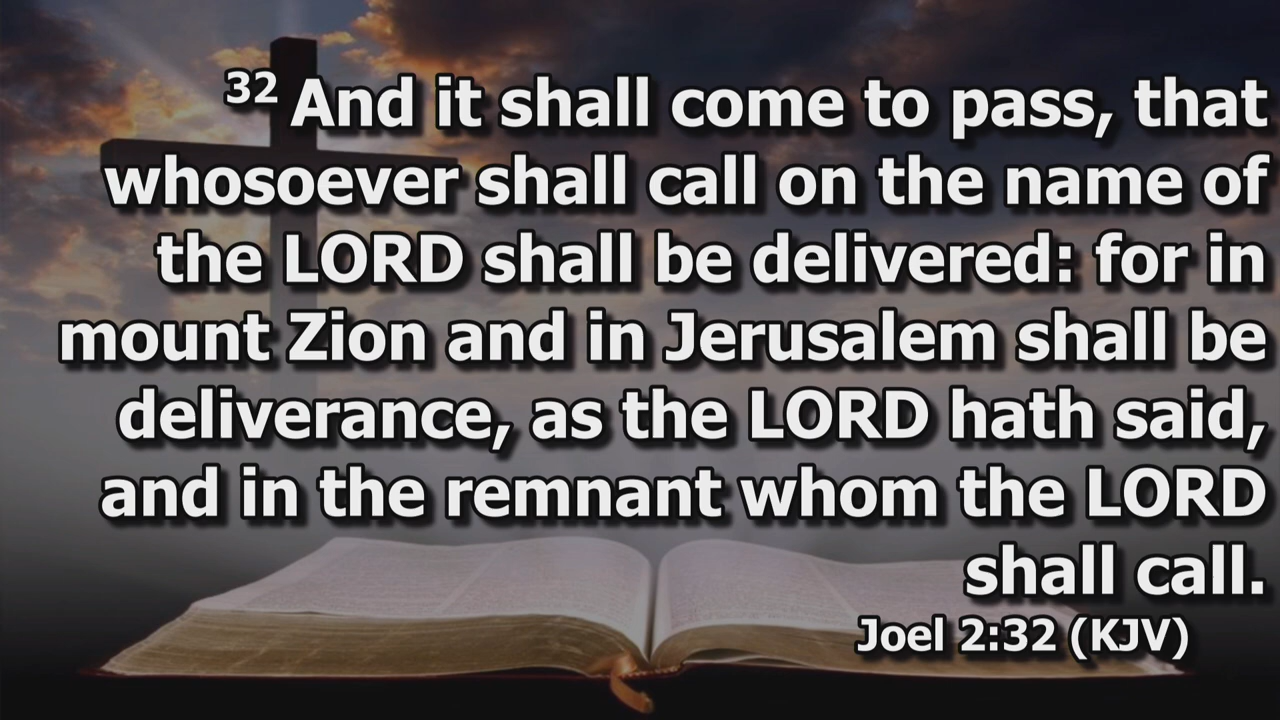 32 And it shall come to pass, that
whosoever shall call on the name of
the LORD shall be delivered: for in
mount Zion and in Jerusalem shall be
deliverance, as the LORD hath said,
and in the remnant whom the LORD
shall call.
Joel 2:32 (KJV)